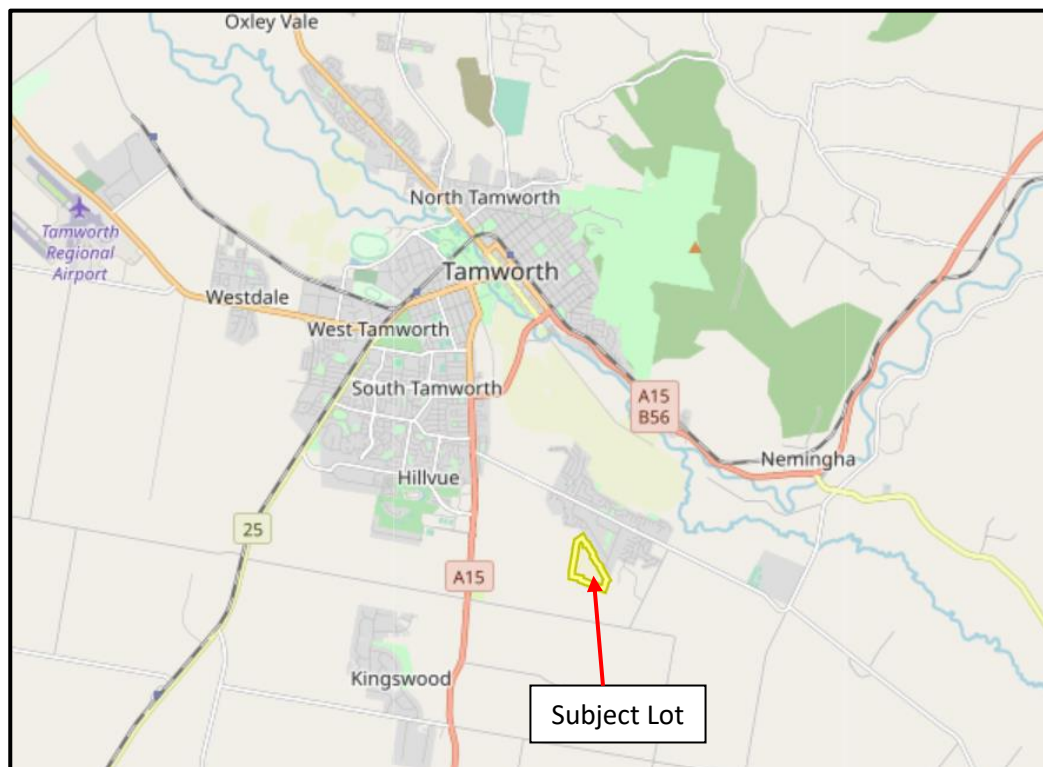 Oxley Vale
North Tamworth
Tamworth
Regional
Airport
Tamworth
Westdale
West Tamworth
South Tamworth
A15
B56
Nemingha
Hillvue
25
A15
Kingswood
Subject Lot